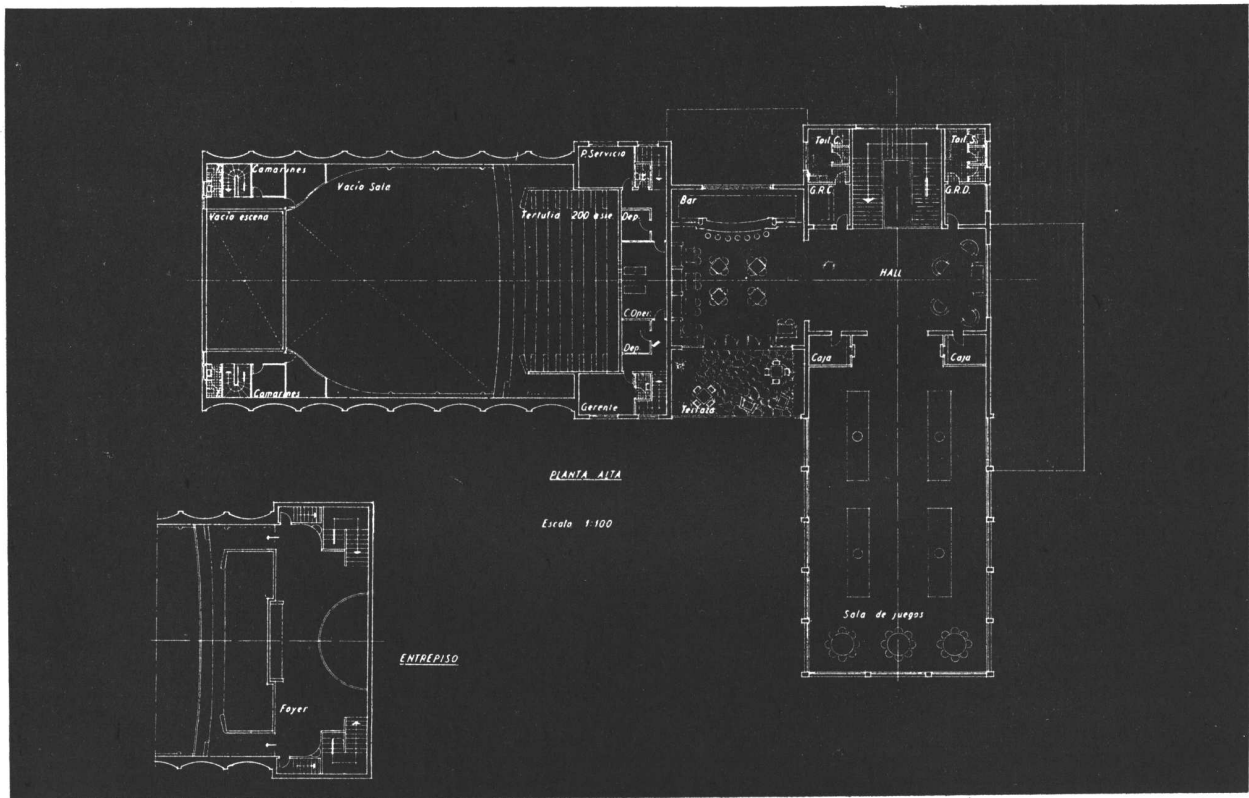 Toil. C.
Toil. S.
P. Servicio
Camarines
Vacio Sala
G.R.C.
G.R.D.
Bar
Vacio escena
Tertulia 200 asie.
Dep.
HALL
C. Oper.
Dep.
Caja
Caja
Camarines
Gerente
Terraza
PLANTA ALTA
Escala 1:100
Sala de juegos
ENTREPISO
Foyer